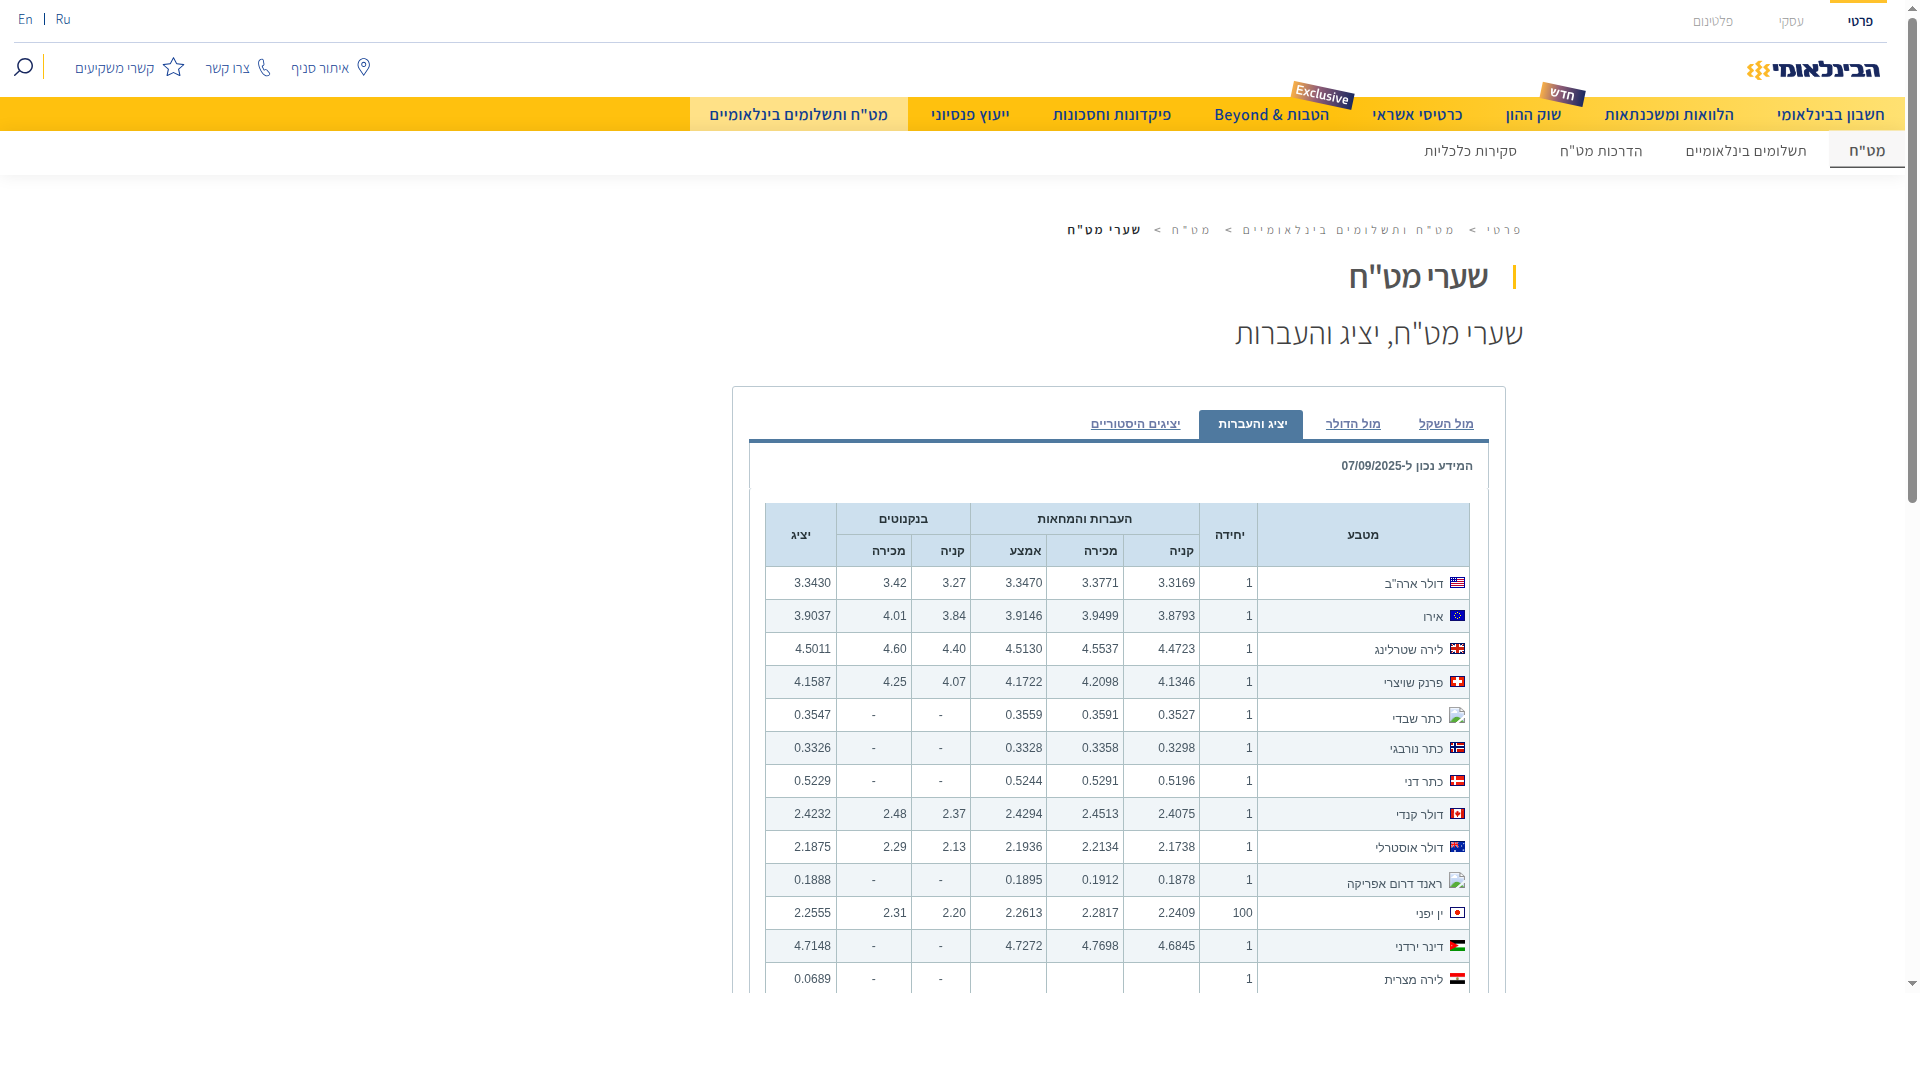 פרטי עסקי פלטינום Ru | En
הבינלאומי איתור סניף צרו קשר קשרי משקיעים
חדש Exclusive
חשבון בבינלאומי הלוואות ומשכנתאות שוק ההון כרטיסי אשראי הטבות & Beyond פיקדונות וחסכונות ייעוץ פנסיוני מט"ח ותשלומים בינלאומיים
מט"ח תשלומים בינלאומיים הדרכות מט"ח סקירות כלכליות
פרטי > מט"ח ותשלומים בינלאומיים > מט"ח > שערי מט"ח
שערי מט"ח
שערי מט"ח, יציג והעברות
מול השקל מול הדולר יציג והעברות יציגים היסטוריים
המידע נכון ל-07/09/2025
מטבע יחידה העברות והמחאות בנקנוטים יציג
קניה מכירה אמצע קניה מכירה
דולר ארה"ב 1 3.3169 3.3771 3.3470 3.27 3.42 3.3430
אירו 1 3.8793 3.9499 3.9146 3.84 4.01 3.9037
לירה שטרלינג 1 4.4723 4.5537 4.5130 4.40 4.60 4.5011
פרנק שויצרי 1 4.1346 4.2098 4.1722 4.07 4.25 4.1587
כתר שבדי 1 0.3527 0.3591 0.3559 - - 0.3547
כתר נורבגי 1 0.3298 0.3358 0.3328 - - 0.3326
כתר דני 1 0.5196 0.5291 0.5244 - - 0.5229
דולר קנדי 1 2.4075 2.4513 2.4294 2.37 2.48 2.4232
דולר אוסטרלי 1 2.1738 2.2134 2.1936 2.13 2.29 2.1875
ראנד דרום אפריקה 1 0.1878 0.1912 0.1895 - - 0.1888
ין יפני 100 2.2409 2.2817 2.2613 2.20 2.31 2.2555
דינר ירדני 1 4.6845 4.7698 4.7272 - - 4.7148
לירה מצרית 1 - - 0.0689